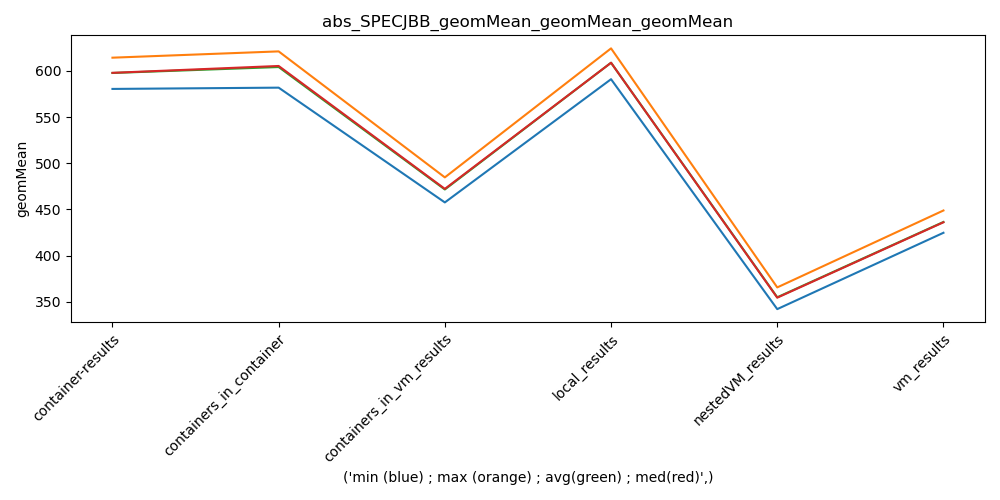 abs_SPECJBB_geomMean_geomMean_geomMean
geomMean
600
550
500
450
400
350
container-results
containers_in_container
containers_in_vm_results
local_results
nestedVM_results
vm_results
('min (blue) ; max (orange) ; avg(green) ; med(red)',)